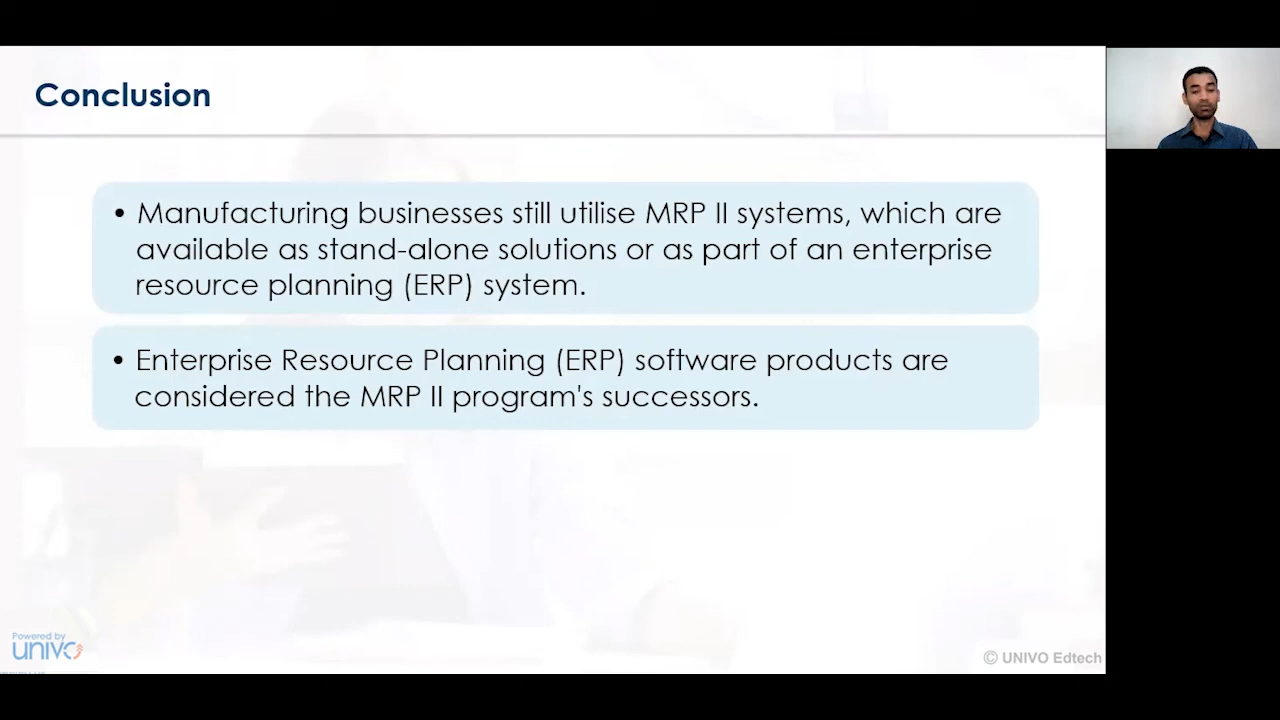 Conclusion
• Manufacturing businesses still utilise MRP II systems, which are
available as stand-alone solutions or as part of an enterprise
resource planning (ERP) system.
• Enterprise Resource Planning (ERP) software products are
considered the MRP II program's successors.
Powered by
UNIVO
© UNIVO Edtech